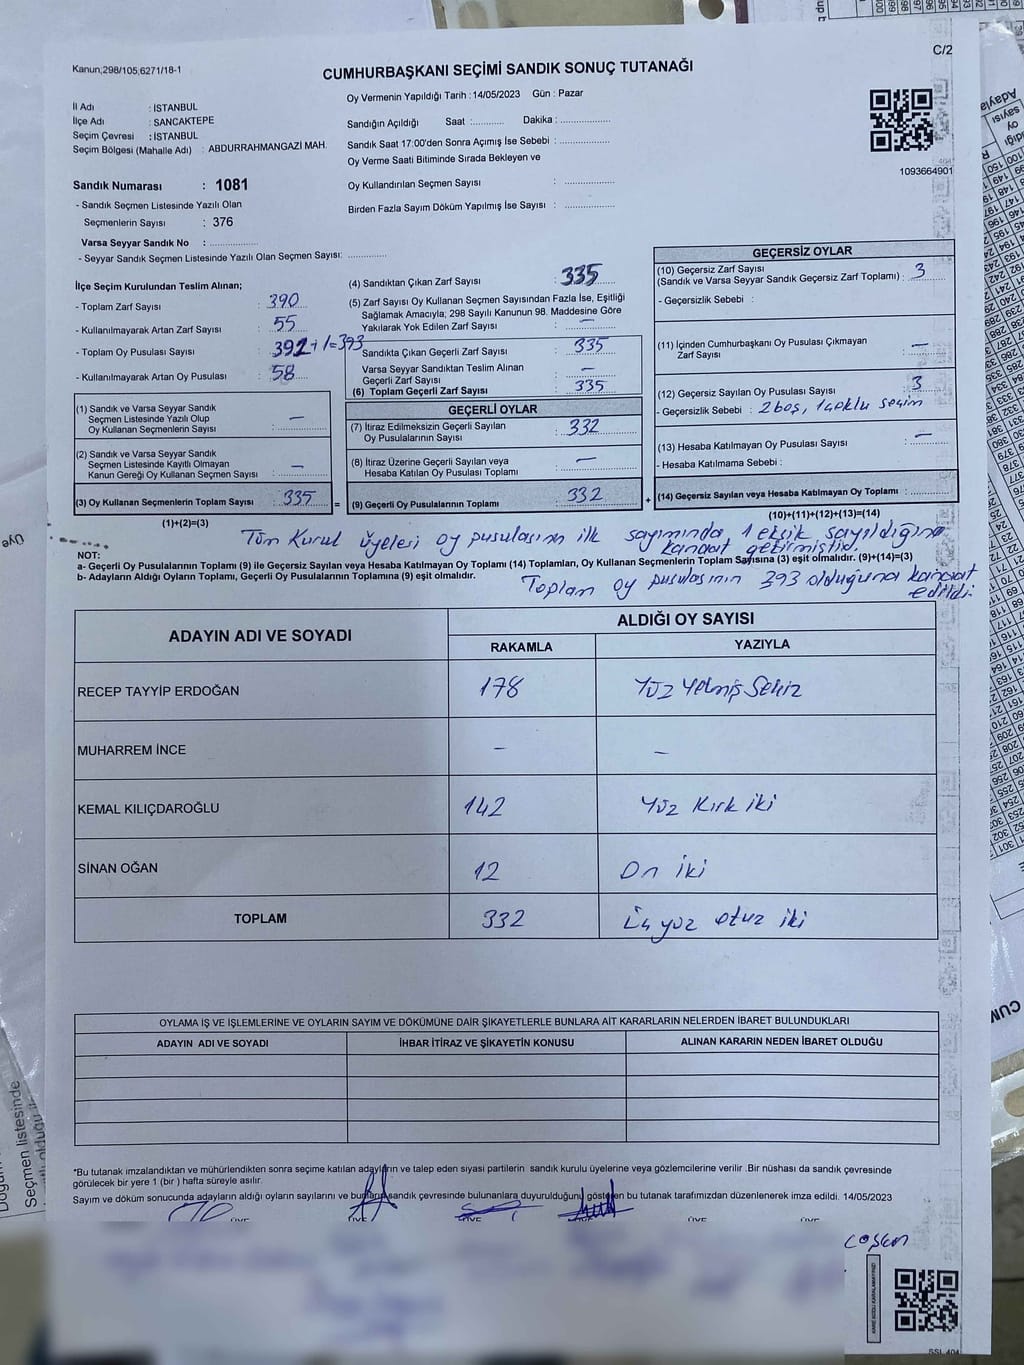 Kanun,298/105,6271/18-1
C/2
CUMHURBAŞKANI SEÇİMİ SANDIK SONUÇ TUTANAĞI
İl Adı : İSTANBUL
İlçe Adı : SANCAKTEPE
Seçim Çevresi : İSTANBUL
Seçim Bölgesi (Mahalle Adı) : ABDURRAHMANGAZİ MAH.
Sandık Numarası : 1081
- Sandık Seçmen Listesinde Yazılı Olan
Seçmenlerin Sayısı : 376
Varsa Seyyar Sandık No : ..............
- Seyyar Sandık Seçmen Listesinde Yazılı Olan Seçmen Sayısı: ............
Oy Vermenin Yapıldığı Tarih : 14/05/2023 Gün : Pazar
Sandığın Açıldığı Saat :.......... Dakika : ................
Sandık Saat 17:00'den Sonra Açımış İse Sebebi : ................
Oy Verme Saati Bitiminde Sırada Bekleyen ve
Oy Kullandırılan Seçmen Sayısı : ................
Birden Fazla Sayım Döküm Yapılmış İse Sayısı : ................
1093664901
İlçe Seçim Kurulundan Teslim Alınan;
- Toplam Zarf Sayısı : 390
- Kullanılmayarak Artan Zarf Sayısı : 55
- Toplam Oy Pusulası Sayısı : 392+1=393
- Kullanılmayarak Artan Oy Pusulası : 58
(1) Sandık ve Varsa Seyyar Sandık
Seçmen Listesinde Yazılı Olup
Oy Kullanan Seçmenlerin Sayısı : —
(2) Sandık ve Varsa Seyyar Sandık
Seçmen Listesinde Kayıtlı Olmayan
Kanun Gereği Oy Kullanan Seçmen Sayısı : —
(3) Oy Kullanan Seçmenlerin Toplam Sayısı : 335 =
(1)+(2)=(3)
(4) Sandıktan Çıkan Zarf Sayısı : 335
(5) Zarf Sayısı Oy Kullanan Seçmen Sayısından Fazla İse, Eşitliği
Sağlamak Amacıyla; 298 Sayılı Kanunun 98. Maddesine Göre
Yakılarak Yok Edilen Zarf Sayısı : —
Sandıkta Çıkan Geçerli Zarf Sayısı : 335
Varsa Seyyar Sandıktan Teslim Alınan
Geçerli Zarf Sayısı : —
(6) Toplam Geçerli Zarf Sayısı : 335
GEÇERLİ OYLAR
(7) İtiraz Edilmeksizin Geçerli Sayılan
Oy Pusulalarının Sayısı : 332
(8) İtiraz Üzerine Geçerli Sayılan veya
Hesaba Katılan Oy Pusulası Toplamı : —
(9) Geçerli Oy Pusulalarının Toplamı : 332 +
GEÇERSİZ OYLAR
(10) Geçersiz Zarf Sayısı
(Sandık ve Varsa Seyyar Sandık Geçersiz Zarf Toplamı) : 3
- Geçersizlik Sebebi :
(11) İçinden Cumhurbaşkanı Oy Pusulası Çıkmayan
Zarf Sayısı : —
(12) Geçersiz Sayılan Oy Pusulası Sayısı : 3
- Geçersizlik Sebebi : 2 boş, 1 çoklu seçim
(13) Hesaba Katılmayan Oy Pusulası Sayısı : —
- Hesaba Katılmama Sebebi :
(14) Geçersiz Sayılan veya Hesaba Katılmayan Oy Toplamı : ............
(10)+(11)+(12)+(13)=(14)
Tüm Kurul üyeleri oy pusulasının ilk sayımında 1 eksik sayıldığına
kanaat getirmiştir.
NOT:
a- Geçerli Oy Pusulalarının Toplamı (9) ile Geçersiz Sayılan veya Hesaba Katılmayan Oy Toplamı (14) Toplamları, Oy Kullanan Seçmenlerin Toplam Sayısına (3) eşit olmalıdır. (9)+(14)=(3)
b- Adayların Aldığı Oyların Toplamı, Geçerli Oy Pusulalarının Toplamına (9) eşit olmalıdır.
Toplam oy pusulasının 393 olduğuna kanaat
edildi.
ADAYIN ADI VE SOYADI
ALDIĞI OY SAYISI
RAKAMLA YAZIYLA
RECEP TAYYİP ERDOĞAN 178 Yüz Yetmiş Sekiz
MUHARREM İNCE – –
KEMAL KILIÇDAROĞLU 142 Yüz Kırk iki
SİNAN OĞAN 12 On iki
TOPLAM 332 Üç yüz otuz iki
OYLAMA İŞ VE İŞLEMLERİNE VE OYLARIN SAYIM VE DÖKÜMÜNE DAİR ŞİKAYETLERLE BUNLARA AİT KARARLARIN NELERDEN İBARET BULUNDUKLARI
ADAYIN ADI VE SOYADI İHBAR İTİRAZ VE ŞİKAYETİN KONUSU ALINAN KARARIN NEDEN İBARET OLDUĞU
*Bu tutanak imzalandıktan ve mühürlendikten sonra seçime katılan adayların ve talep eden siyasi partilerin sandık kurulu üyelerine veya gözlemcilerine verilir .Bir nüshası da sandık çevresinde
görülecek bir yere 1 (bir ) hafta süreyle asılır.
Sayım ve döküm sonucunda adayların aldığı oyların sayılarını ve bunların sandık çevresinde bulunanlara duyurulduğunu gösteren bu tutanak tarafımızdan düzenlenerek imza edildi. 14/05/2023
ÜYE ÜYE ÜYE ÜYE ÜYE
COŞKUN
KARE KODU KARALAMAYINIZ!
Üye
Seçmen listesinde